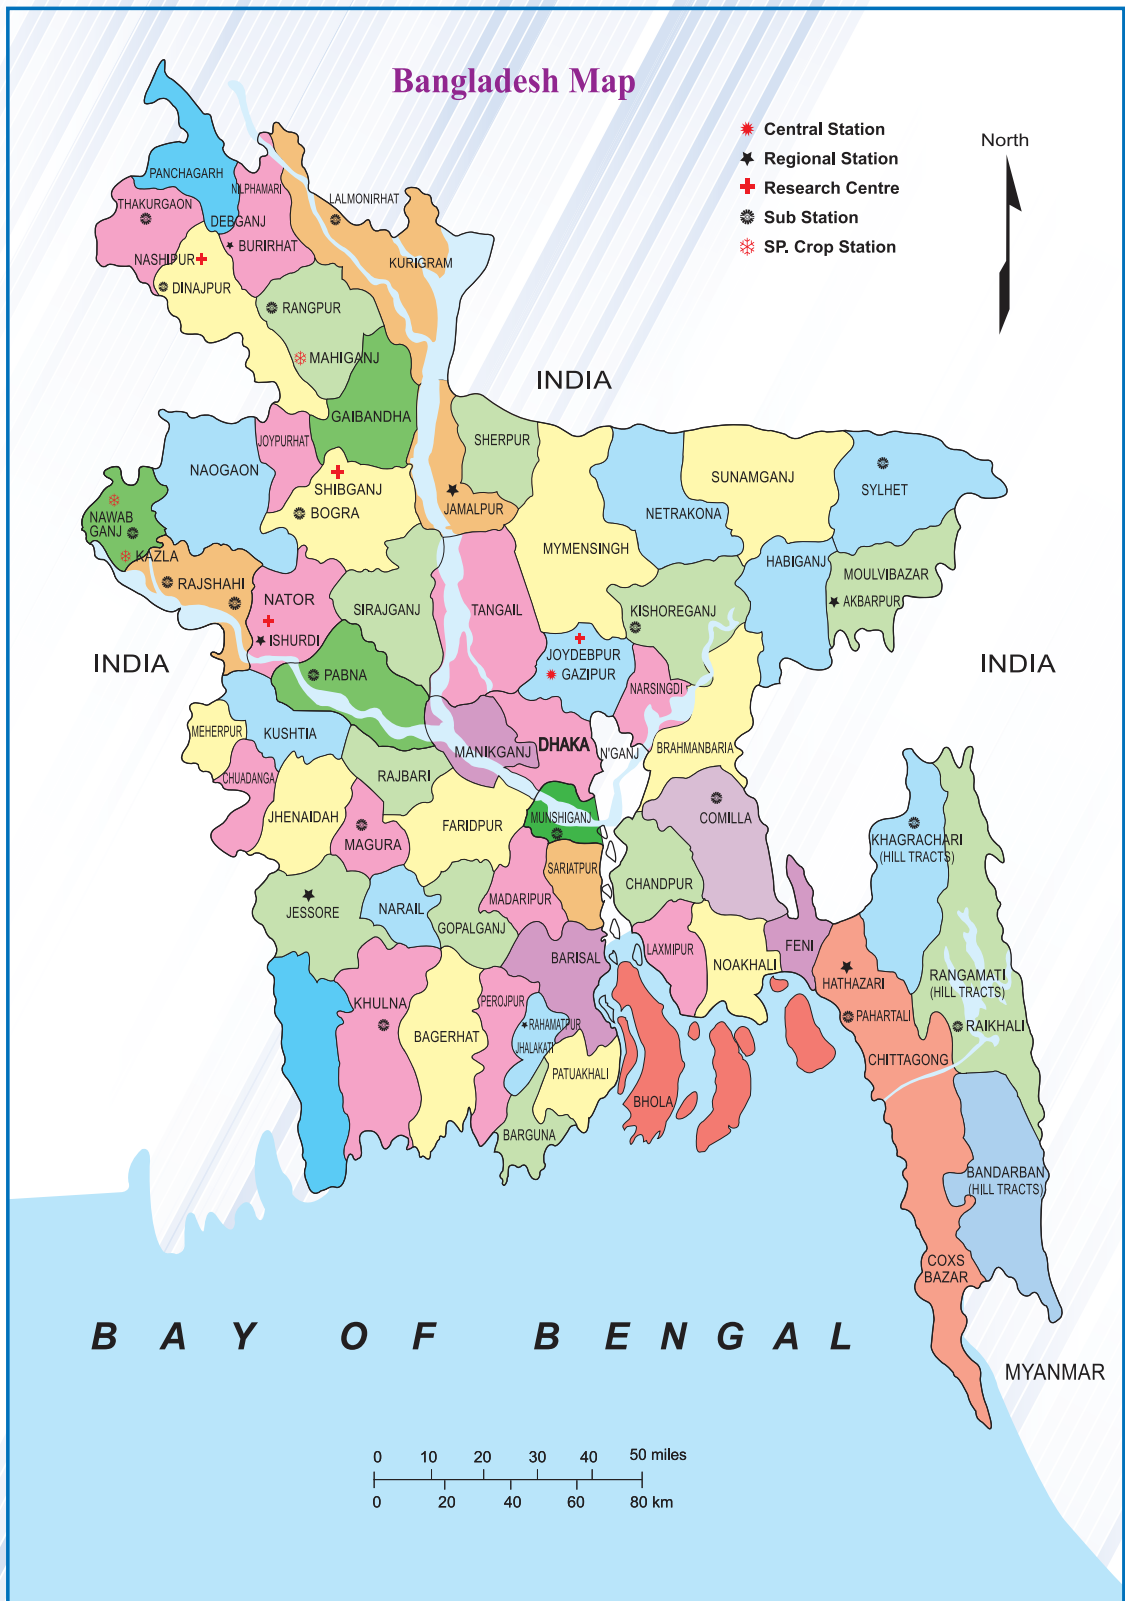 Bangladesh Map
Central Station
Regional Station
Research Centre
Sub Station
SP. Crop Station
North
PANCHAGARH
THAKURGAON
NILPHAMARI
LALMONIRHAT
DEBGANJ
BURIRHAT
NASHIPUR
KURIGRAM
DINAJPUR
RANGPUR
MAHIGANJ
INDIA
GAIBANDHA
JOYPURHAT
SHERPUR
NAOGAON
SUNAMGANJ
SHIBGANJ
SYLHET
JAMALPUR
BOGRA
NETRAKONA
NAWAB
GANJ
MYMENSINGH
KAZLA
HABIGANJ
MOULVIBAZAR
RAJSHAHI
NATOR
AKBARPUR
SIRAJGANJ
TANGAIL
KISHOREGANJ
ISHURDI
JOYDEBPUR
INDIA
INDIA
PABNA
GAZIPUR
NARSINGDI
MEHERPUR
KUSHTIA
MANIKGANJ
DHAKA
N'GANJ
BRAHMANBARIA
CHUADANGA
RAJBARI
JHENAIDAH
MUNSHIGANJ
COMILLA
FARIDPUR
MAGURA
KHAGRACHARI
(HILL TRACTS)
SARIATPUR
CHANDPUR
MADARIPUR
JESSORE
NARAIL
GOPALGANJ
LAXMIPUR
FENI
BARISAL
NOAKHALI
RANGAMATI
(HILL TRACTS)
HATHAZARI
KHULNA
PEROJPUR
PAHARTALI
RAHAMATPUR
RAIKHALI
BAGERHAT
JHALAKATI
CHITTAGONG
PATUAKHALI
BHOLA
BARGUNA
BANDARBAN
(HILL TRACTS)
COXS
BAZAR
BAY OF BENGAL
MYANMAR
0 10 20 30 40 50 miles
0 20 40 60 80 km